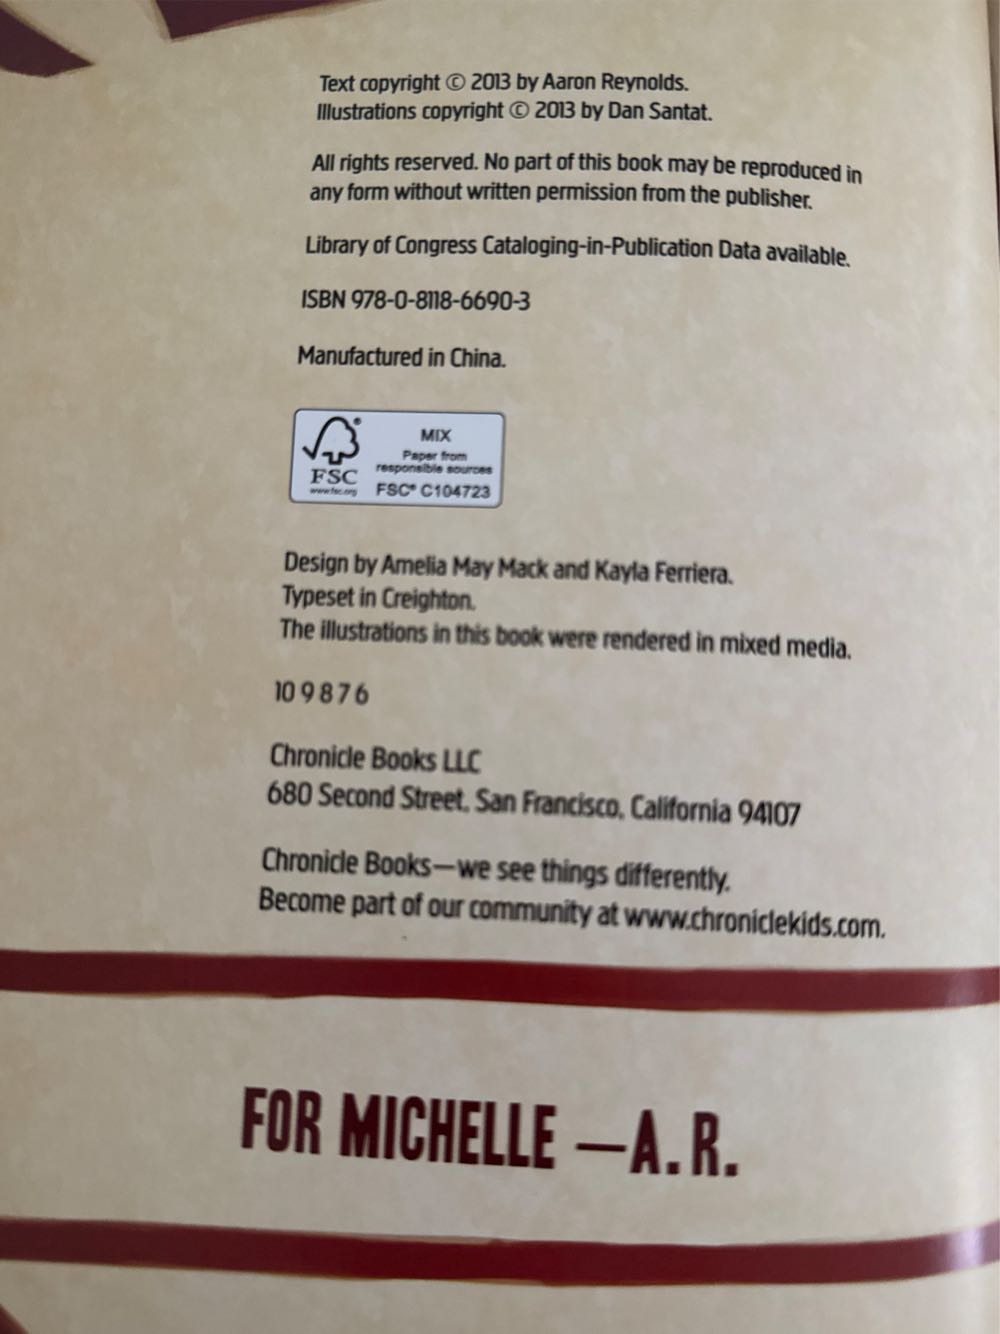 Text copyright © 2013 by Aaron Reynolds.
Illustrations copyright © 2013 by Dan Santat.
All rights reserved. No part of this book may be reproduced in
any form without written permission from the publisher.
Library of Congress Cataloging-in-Publication Data available.
ISBN 978-0-8118-6690-3
Manufactured in China.
FSC®
www.fsc.org
MIX
Paper from
responsible sources
FSC® C104723
Design by Amelia May Mack and Kayla Ferriera.
Typeset in Creighton.
The illustrations in this book were rendered in mixed media.
10 9 8 7 6
Chronicle Books LLC
680 Second Street, San Francisco, California 94107
Chronicle Books—we see things differently.
Become part of our community at www.chroniclekids.com.
FOR MICHELLE —A. R.